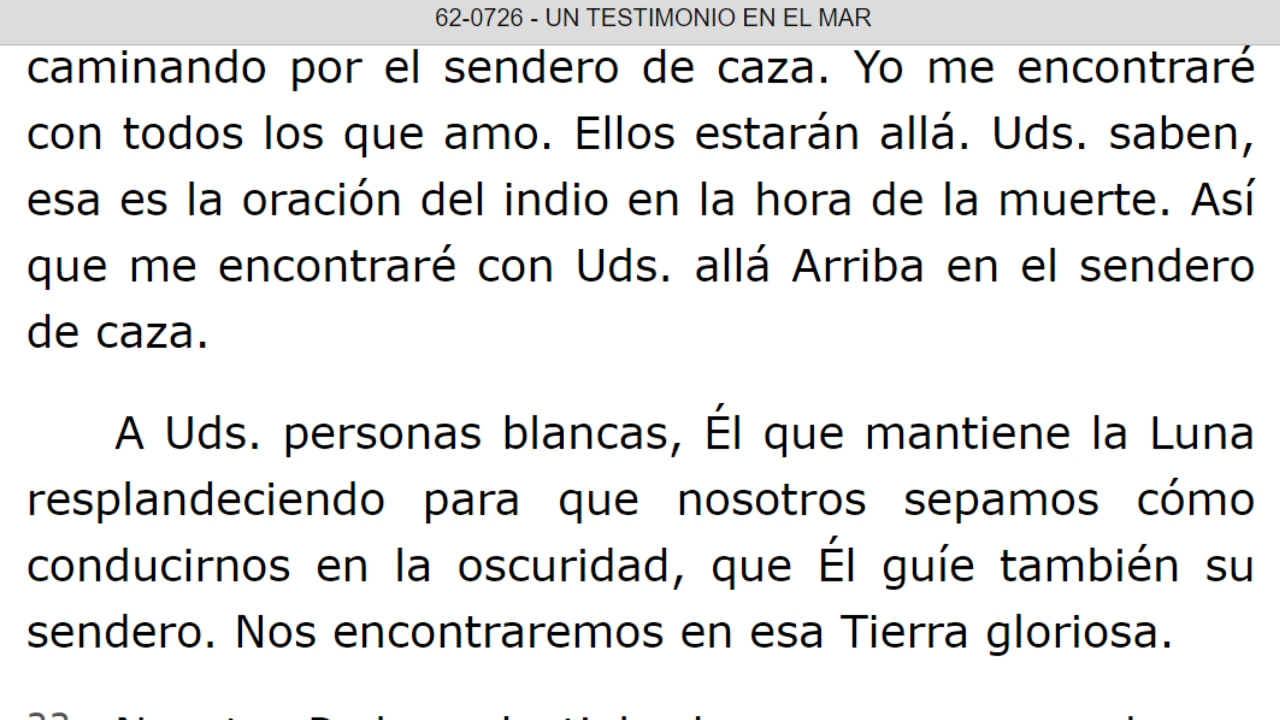 62-0726 - UN TESTIMONIO EN EL MAR
caminando por el sendero de caza. Yo me encontraré
con todos los que amo. Ellos estarán allá. Uds. saben,
esa es la oración del indio en la hora de la muerte. Así
que me encontraré con Uds. allá Arriba en el sendero
de caza.
A Uds. personas blancas, Él que mantiene la Luna
resplandeciendo para que nosotros sepamos cómo
conducirnos en la oscuridad, que Él guíe también su
sendero. Nos encontraremos en esa Tierra gloriosa.